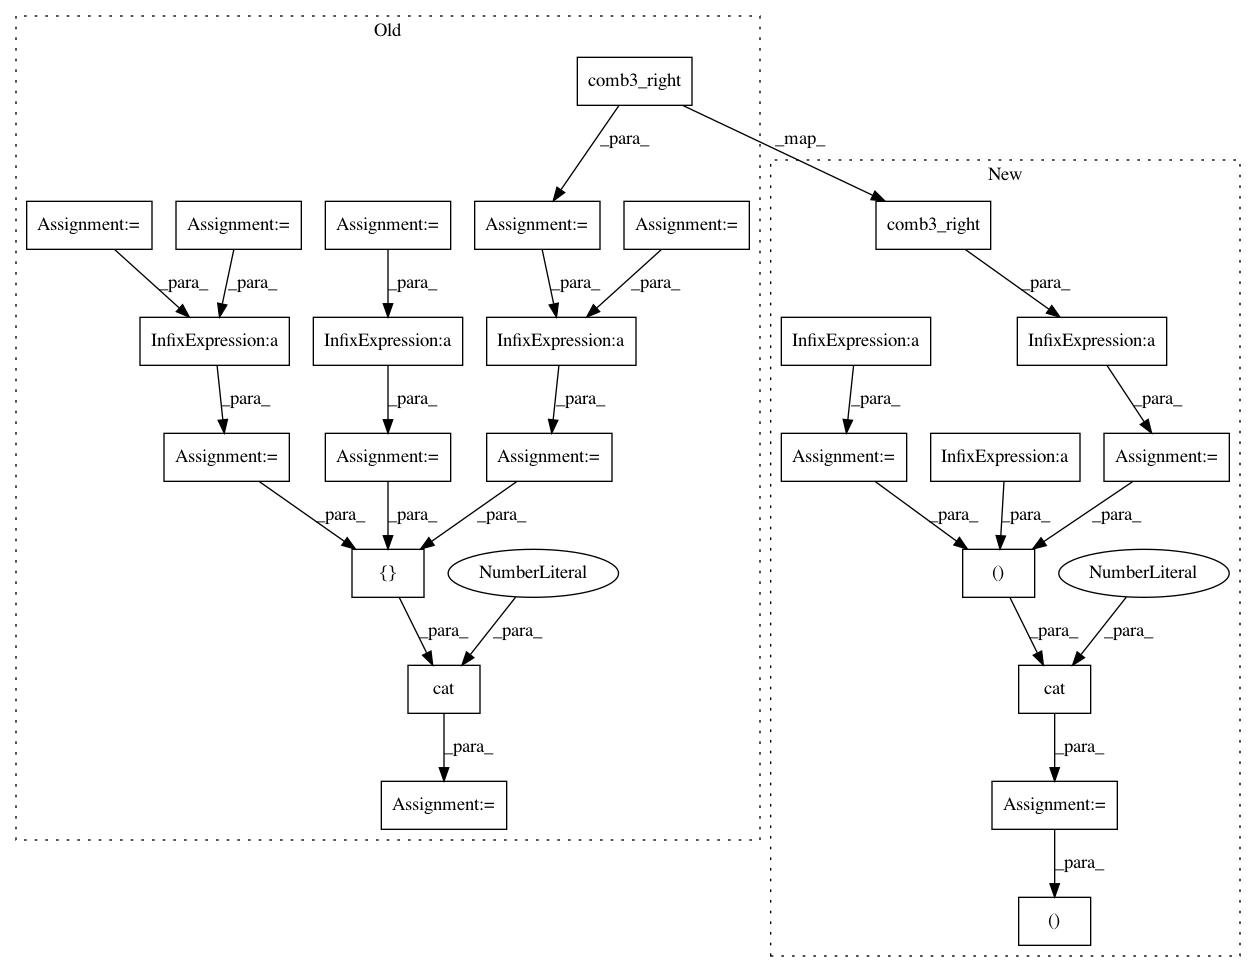 Old
comb3_right
_para_
_map_
New
Assignment:=
Assignment:=
Assignment:=
Assignment:=
Assignment:=
comb3_right
_para_
_para_
_para_
_para_
_para_
_para_
InfixExpression:a
InfixExpression:a
InfixExpression:a
InfixExpression:a
InfixExpression:a
_para_
_para_
_para_
_para_
_para_
Assignment:=
Assignment:=
Assignment:=
Assignment:=
InfixExpression:a
Assignment:=
_para_
_para_
_para_
_para_
_para_
_para_
{}
NumberLiteral
()
NumberLiteral
_para_
_para_
_para_
_para_
cat
cat
_para_
_para_
Assignment:=
Assignment:=
_para_
()